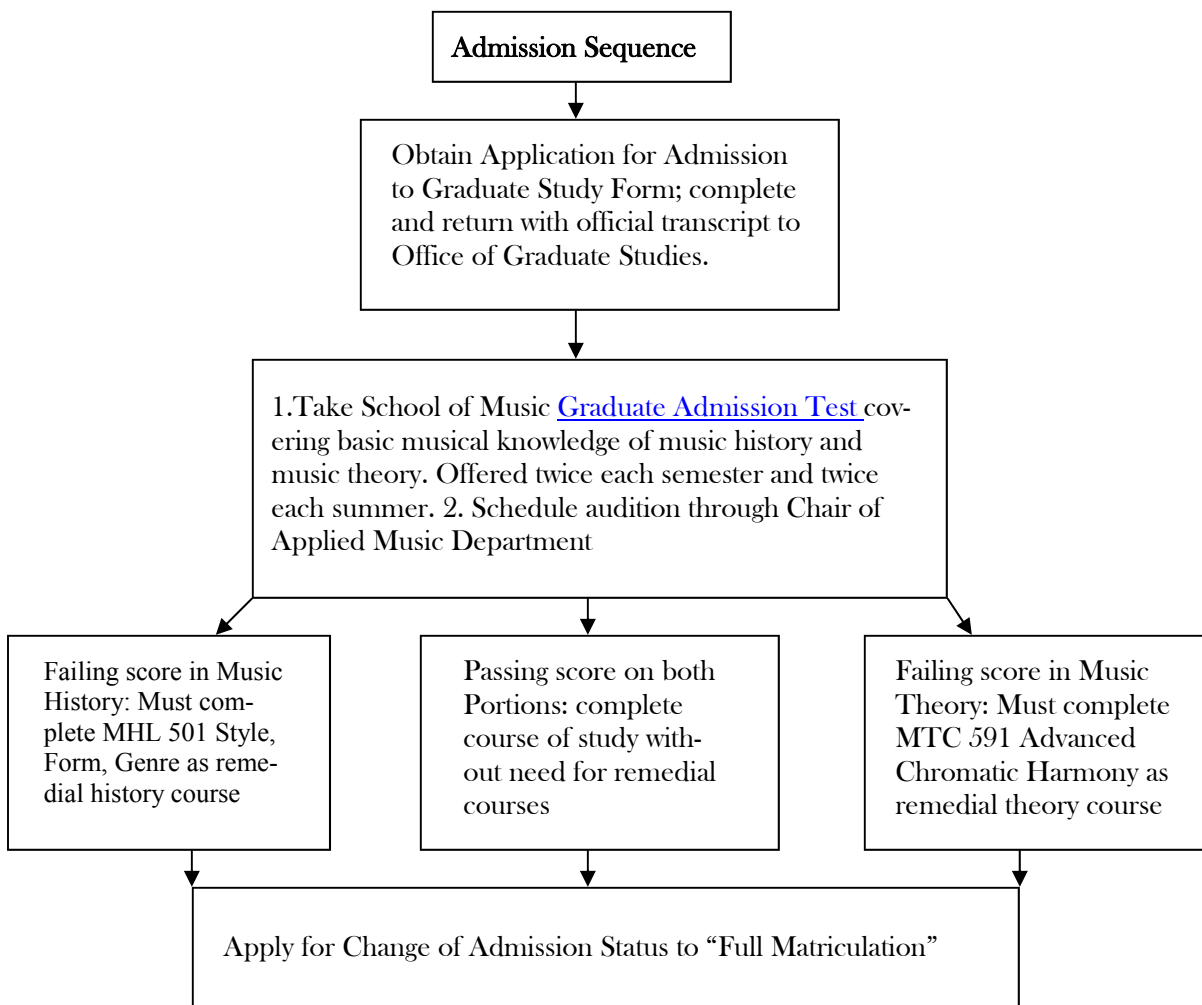 Admission Sequence
Obtain Application for Admission
to Graduate Study Form; complete
and return with official transcript to
Office of Graduate Studies.
1.Take School of Music Graduate Admission Test cov-
ering basic musical knowledge of music history and
music theory. Offered twice each semester and twice
each summer. 2. Schedule audition through Chair of
Applied Music Department
Failing score in Music
History: Must com-
plete MHL 501 Style,
Form, Genre as reme-
dial history course
Passing score on both
Portions: complete
course of study with-
out need for remedial
courses
Failing score in Music
Theory: Must complete
MTC 591 Advanced
Chromatic Harmony as
remedial theory course
Apply for Change of Admission Status to “Full Matriculation”